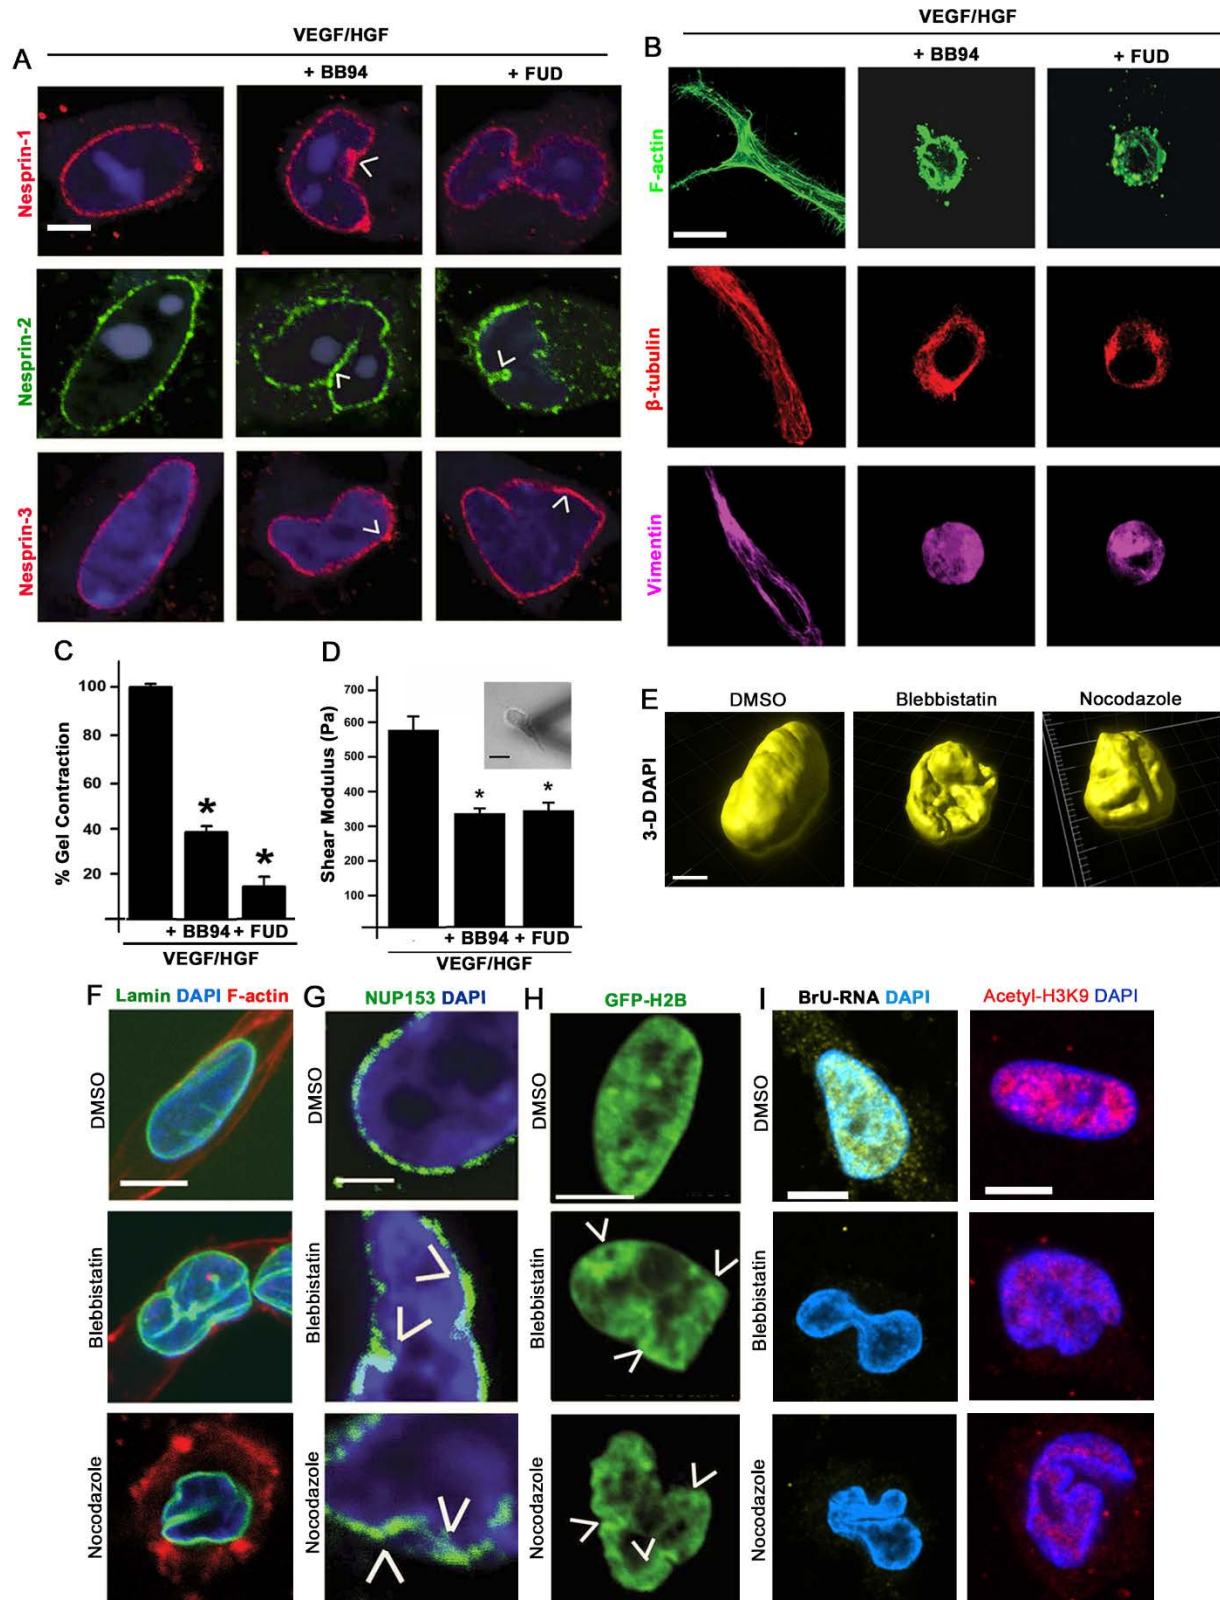 VEGF/HGF
A
+ BB94
+ FUD
Nesprin-1
Nesprin-2
Nesprin-3
VEGF/HGF
B
+ BB94
+ FUD
F-actin
β-tubulin
Vimentin
C
% Gel Contraction
100
80
60
40
20
+ BB94 + FUD
VEGF/HGF
D
Shear Modulus (Pa)
700
600
500
400
300
200
100
*
*
*
*
+ BB94 + FUD
VEGF/HGF
E
DMSO
Blebbistatin
Nocodazole
3-D DAPI
F
Lamin DAPI F-actin
DMSO
Blebbistatin
Nocodazole
G
NUP153 DAPI
DMSO
Blebbistatin
Nocodazole
H
GFP-H2B
DMSO
Blebbistatin
Nocodazole
I
BrU-RNA DAPI
Acetyl-H3K9 DAPI
DMSO
Blebbistatin
Nocodazole